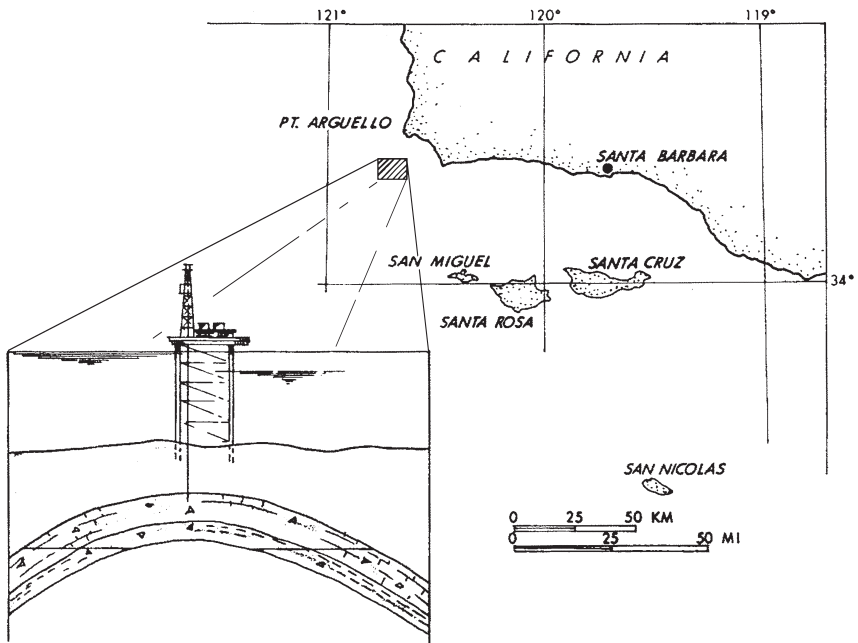 121° 120° 119°
C A L I F O R N I A
PT. ARGUELLO
SANTA BARBARA
SAN MIGUEL
SANTA CRUZ
34°
SANTA ROSA
SAN NICOLAS
0 25 50 KM
0 25 50 MI